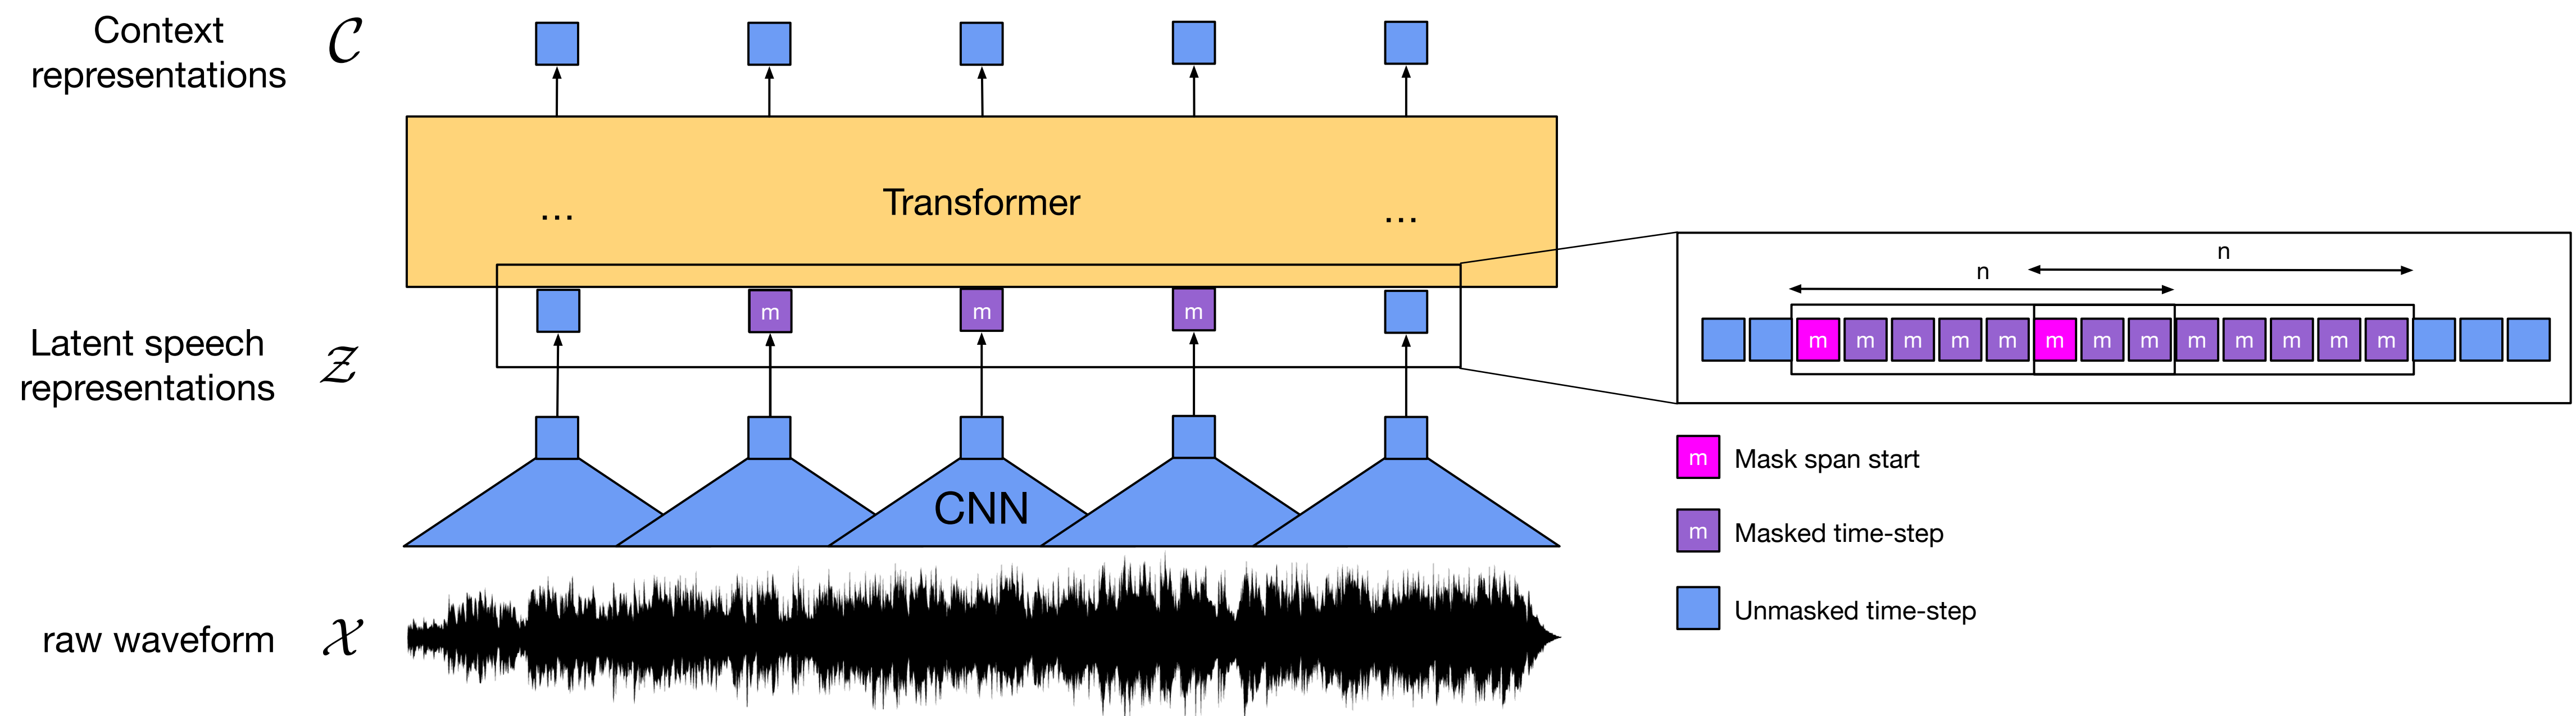 Context
representations
𝒞
Transformer
...
...
n
n
m
m
m
Latent speech
representations
𝒵
m m m m m m m m m m m m m
CNN
m Mask span start
m Masked time-step
Unmasked time-step
raw waveform
𝒳